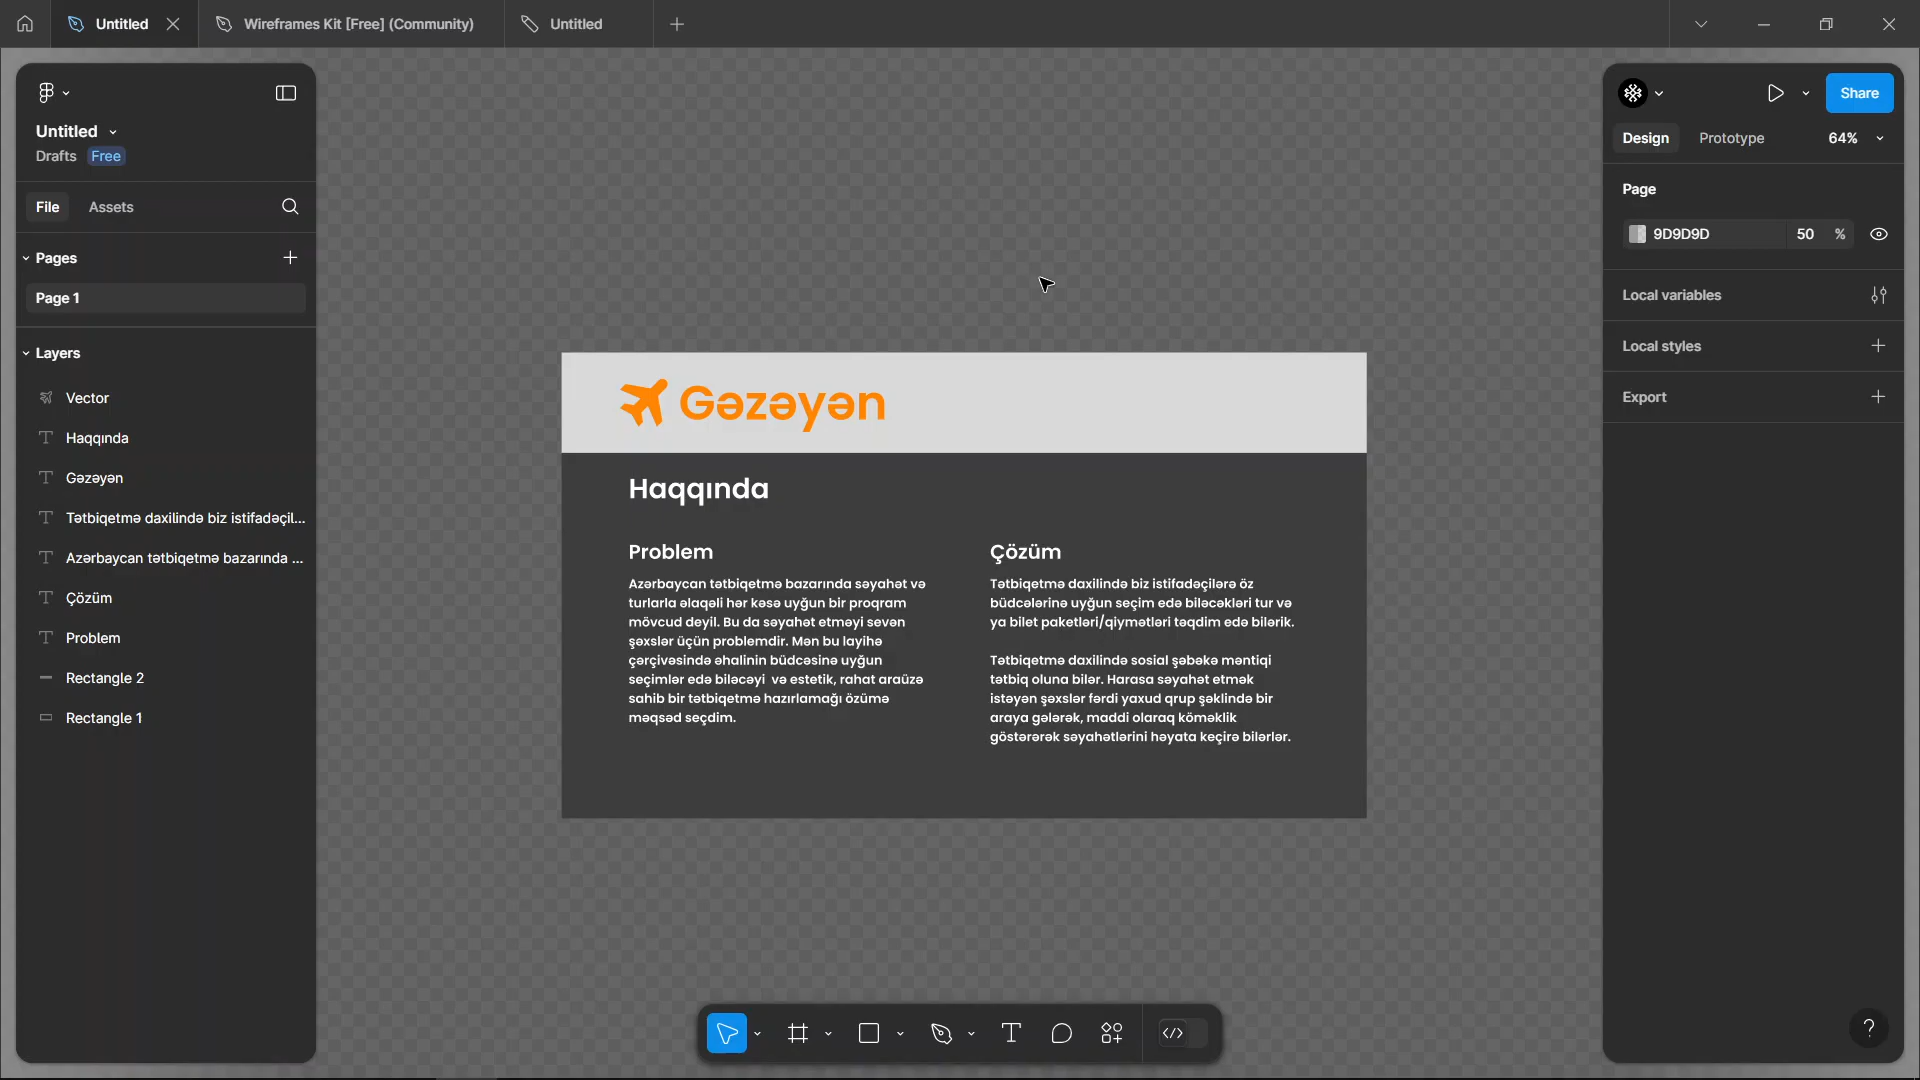 Untitled
Wireframes Kit [Free] (Community)
Untitled
Untitled
Drafts Free
File Assets
Pages
Page 1
Layers
Vector
Haqqında
Gəzəyən
Tətbiqetmə daxilində biz istifadəçil...
Azərbaycan tətbiqetmə bazarında ...
Çözüm
Problem
Rectangle 2
Rectangle 1
Gəzəyən
Haqqında
Problem
Azərbaycan tətbiqetmə bazarında səyahət və
turlarla əlaqəli hər kəsə uyğun bir proqram
mövcud deyil. Bu da səyahət etməyi sevən
şəxslər üçün problemdir. Mən bu layihə
çərçivəsində əhalinin büdcəsinə uyğun
seçimlər edə biləcəyi və estetik, rahat araüzə
sahib bir tətbiqetmə hazırlamağı özümə
məqsəd seçdim.
Çözüm
Tətbiqetmə daxilində biz istifadəçilərə öz
büdcələrinə uyğun seçim edə biləcəkləri tur və
ya bilet paketləri/qiymətləri təqdim edə bilərik.
Tətbiqetmə daxilində sosial şəbəkə məntiqi
tətbiq oluna bilər. Harasa səyahət etmək
istəyən şəxslər fərdi yaxud qrup şəklində bir
araya gələrək, maddi olaraq köməklik
göstərərək səyahətlərini həyata keçirə bilərlər.
Share
Design Prototype 64%
Page
9D9D9D 50 %
Local variables
Local styles
Export
?